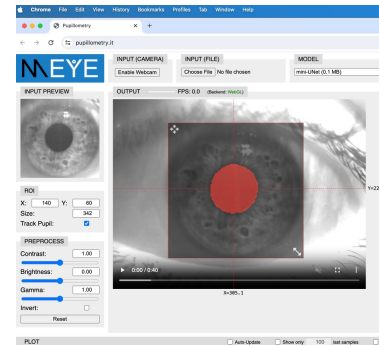 Chrome File Edit View History Bookmarks Profiles Tab Window Help
Pupillometry
pupillometry.it
MEYE
INPUT (CAMERA)
Enable Webcam
INPUT (FILE)
Choose File No file chosen
MODEL
mini-UNet (0.1 MB)
INPUT PREVIEW
OUTPUT FPS: 0.0 (Backend: WebGL)
ROI
X: 140 Y: 60
Size: 342
Track Pupil:
PREPROCESS
Contrast: 1.00
Brightness: 0.00
Gamma: 1.00
Invert:
Reset
0:00 / 0:40
Y=22
X=305.1
PLOT
Auto-Update Show only: 100 last samples